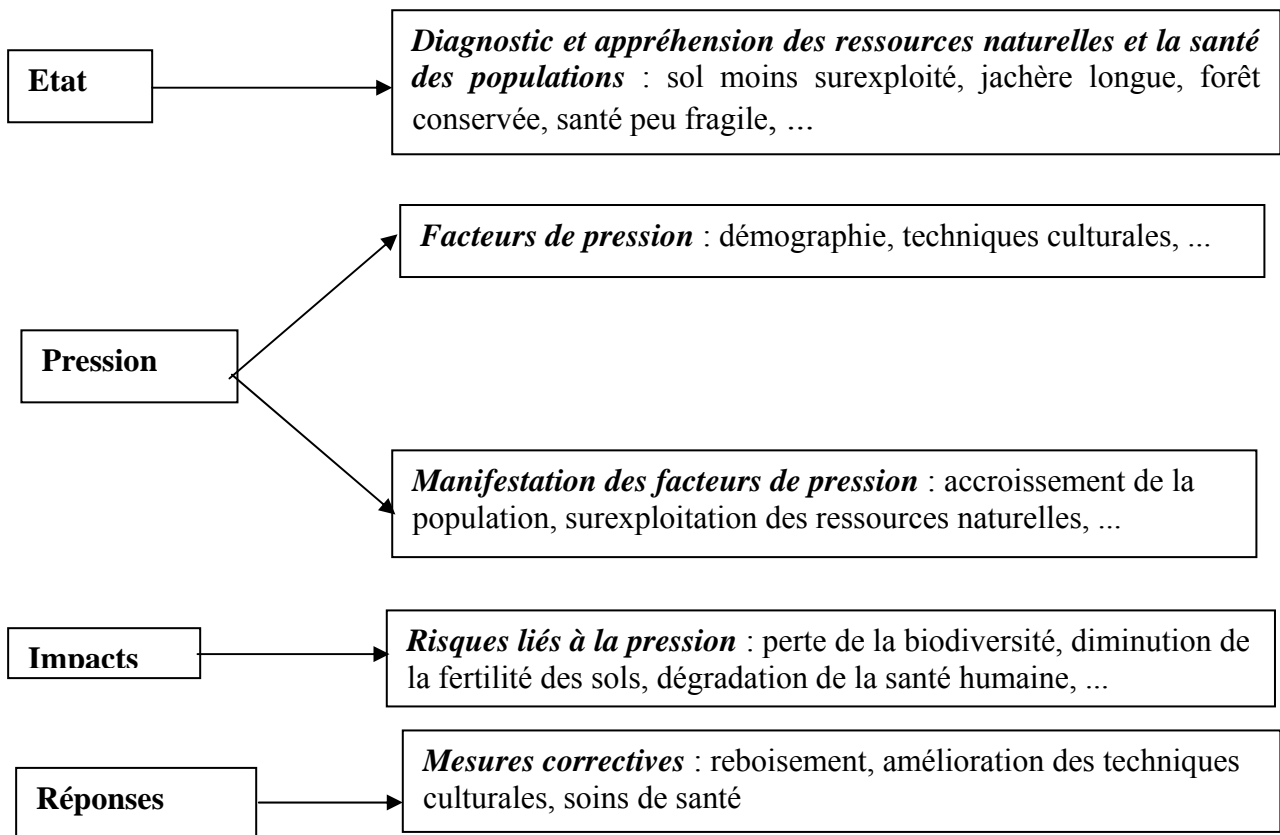 Etat
Diagnostic et appréhension des ressources naturelles et la santé
des populations : sol moins surexploité, jachère longue, forêt
conservée, santé peu fragile, ...
Pression
Facteurs de pression : démographie, techniques culturales, ...
Manifestation des facteurs de pression : accroissement de la
population, surexploitation des ressources naturelles, ...
Impacts
Risques liés à la pression : perte de la biodiversité, diminution de
la fertilité des sols, dégradation de la santé humaine, ...
Réponses
Mesures correctives : reboisement, amélioration des techniques
culturales, soins de santé